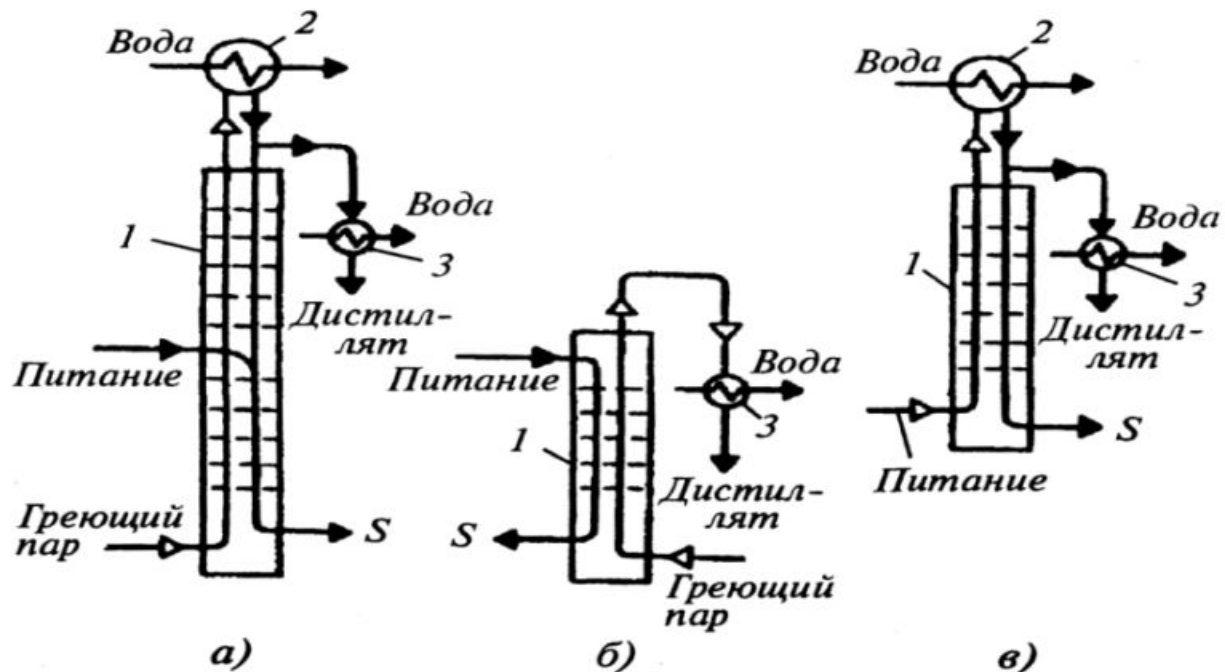 2
Вода
1
Вода
3
Дистил-
лят
Питание
Греющий
пар
S
а)
Питание
1
Вода
3
Дистил-
лят
S
Греющий
пар
б)
2
Вода
1
Вода
3
Дистил-
лят
S
Питание
в)